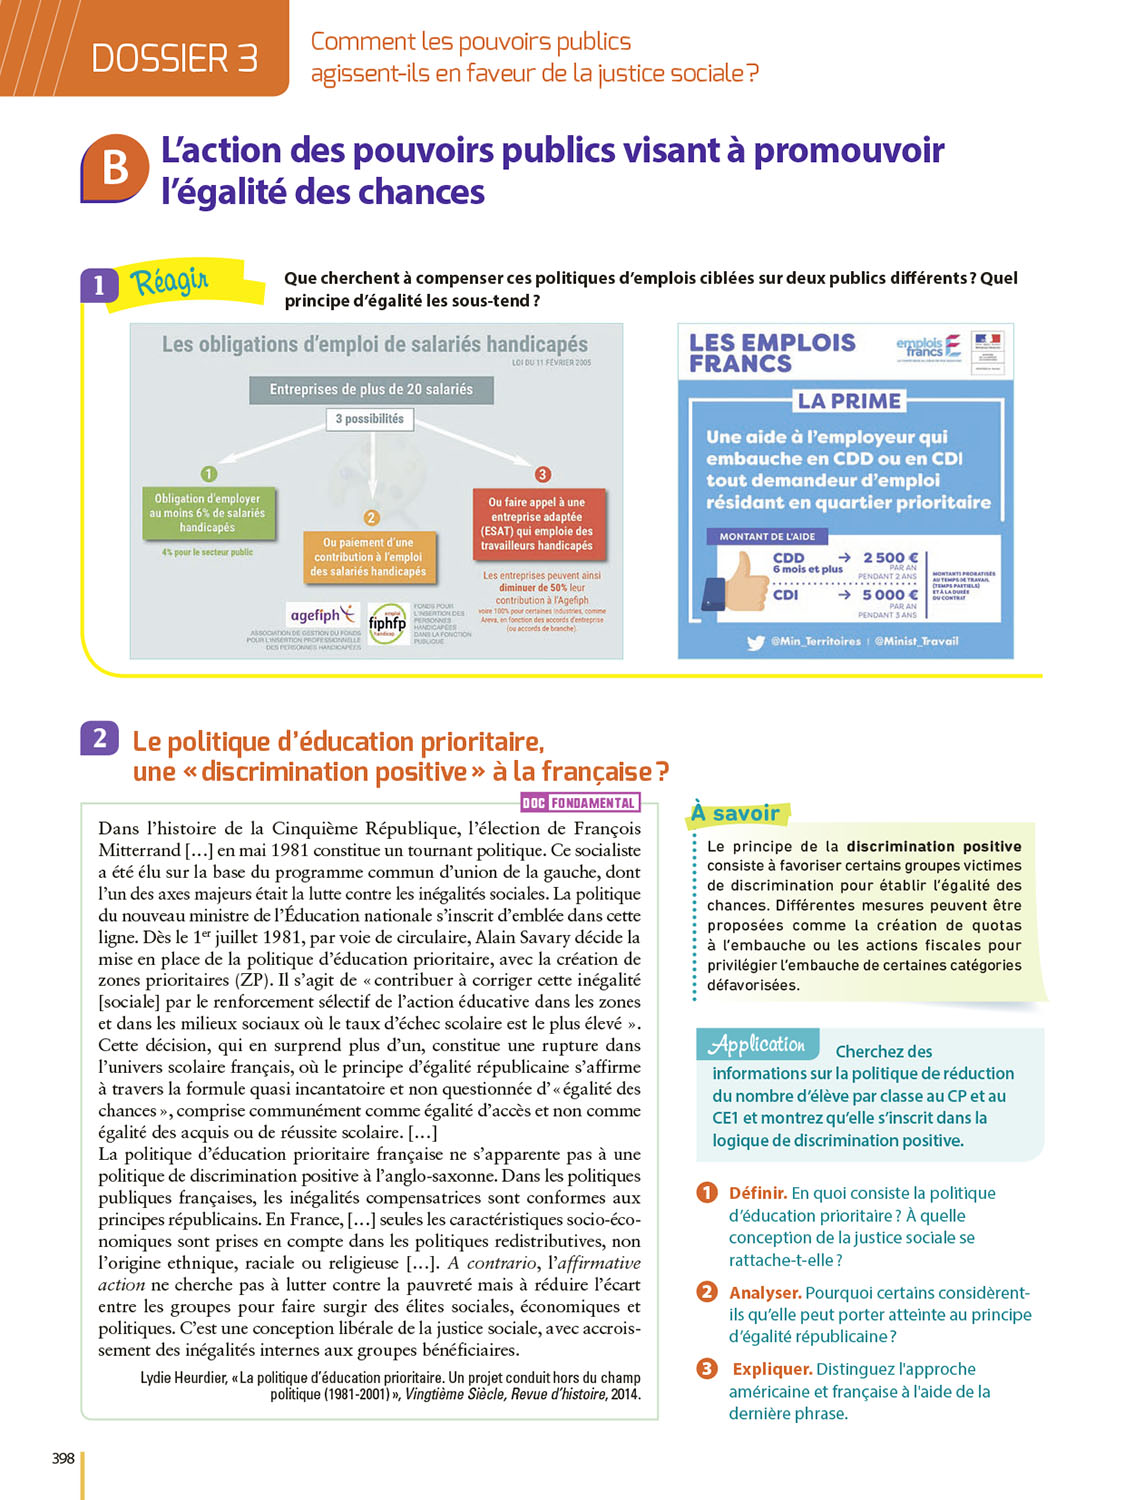 DOSSIER 3
Comment les pouvoirs publics
agissent-ils en faveur de la justice sociale ?
B
L'action des pouvoirs publics visant à promouvoir
l'égalité des chances
1 Réagir
Que cherchent à compenser ces politiques d'emplois ciblées sur deux publics différents ? Quel
principe d'égalité les sous-tend ?
Les obligations d'emploi de salariés handicapés
LOI DU 11 FÉVRIER 2005
Entreprises de plus de 20 salariés
3 possibilités
1
Obligation d'employer
au moins 6% de salariés
handicapés
4% pour le secteur public
2
Ou paiement d'une
contribution à l'emploi
des salariés handicapés
3
Ou faire appel à une
entreprise adaptée
(ESAT) qui emploie des
travailleurs handicapés
Les entreprises peuvent ainsi
diminuer de 50% leur
contribution à l'Agefiph
voire 100% pour certaines industries, comme
Areva, en fonction des accords d'entreprise
(ou accords de branche).
agefiph
ASSOCIATION DE GESTION DU FONDS
POUR L'INSERTION PROFESSIONNELLE
DES PERSONNES HANDICAPÉES
emploi
fiphfp
handicap
FONDS POUR
L'INSERTION DES
PERSONNES
HANDICAPÉES
DANS LA FONCTION
PUBLIQUE
LES EMPLOIS
FRANCS
emplois
francs
LA PRIME
Une aide à l'employeur qui
embauche en CDD ou en CDI
tout demandeur d'emploi
résidant en quartier prioritaire
MONTANT DE L'AIDE
CDD → 2 500 €
6 mois et plus PAR AN
PENDANT 2 ANS
CDI → 5 000 €
PAR AN
PENDANT 3 ANS
MONTANTS PRORATISÉS
AU TEMPS DE TRAVAIL
(TEMPS PARTIELS)
ET À LA DURÉE
DU CONTRAT
@Min_Territoires | @Minist_Travail
2 Le politique d'éducation prioritaire,
une « discrimination positive » à la française ?
DOC FONDAMENTAL
Dans l'histoire de la Cinquième République, l'élection de François
Mitterrand [...] en mai 1981 constitue un tournant politique. Ce socialiste
a été élu sur la base du programme commun d'union de la gauche, dont
l'un des axes majeurs était la lutte contre les inégalités sociales. La politique
du nouveau ministre de l'Éducation nationale s'inscrit d'emblée dans cette
ligne. Dès le 1er juillet 1981, par voie de circulaire, Alain Savary décide la
mise en place de la politique d'éducation prioritaire, avec la création de
zones prioritaires (ZP). Il s'agit de « contribuer à corriger cette inégalité
[sociale] par le renforcement sélectif de l'action éducative dans les zones
et dans les milieux sociaux où le taux d'échec scolaire est le plus élevé ».
Cette décision, qui en surprend plus d'un, constitue une rupture dans
l'univers scolaire français, où le principe d'égalité républicaine s'affirme
à travers la formule quasi incantatoire et non questionnée d'« égalité des
chances », comprise communément comme égalité d'accès et non comme
égalité des acquis ou de réussite scolaire. [...]
La politique d'éducation prioritaire française ne s'apparente pas à une
politique de discrimination positive à l'anglo-saxonne. Dans les politiques
publiques françaises, les inégalités compensatrices sont conformes aux
principes républicains. En France, [...] seules les caractéristiques socio-éco-
nomiques sont prises en compte dans les politiques redistributives, non
l'origine ethnique, raciale ou religieuse [...]. A contrario, l'affirmative
action ne cherche pas à lutter contre la pauvreté mais à réduire l'écart
entre les groupes pour faire surgir des élites sociales, économiques et
politiques. C'est une conception libérale de la justice sociale, avec accrois-
sement des inégalités internes aux groupes bénéficiaires.
Lydie Heurdier, « La politique d'éducation prioritaire. Un projet conduit hors du champ
politique (1981-2001) », Vingtième Siècle, Revue d'histoire, 2014.
À savoir
Le principe de la discrimination positive
consiste à favoriser certains groupes victimes
de discrimination pour établir l'égalité des
chances. Différentes mesures peuvent être
proposées comme la création de quotas
à l'embauche ou les actions fiscales pour
privilégier l'embauche de certaines catégories
défavorisées.
Application Cherchez des
informations sur la politique de réduction
du nombre d'élève par classe au CP et au
CE1 et montrez qu'elle s'inscrit dans la
logique de discrimination positive.
1 Définir. En quoi consiste la politique
d'éducation prioritaire ? À quelle
conception de la justice sociale se
rattache-t-elle ?
2 Analyser. Pourquoi certains considèrent-
ils qu'elle peut porter atteinte au principe
d'égalité républicaine ?
3 Expliquer. Distinguez l'approche
américaine et française à l'aide de la
dernière phrase.
398